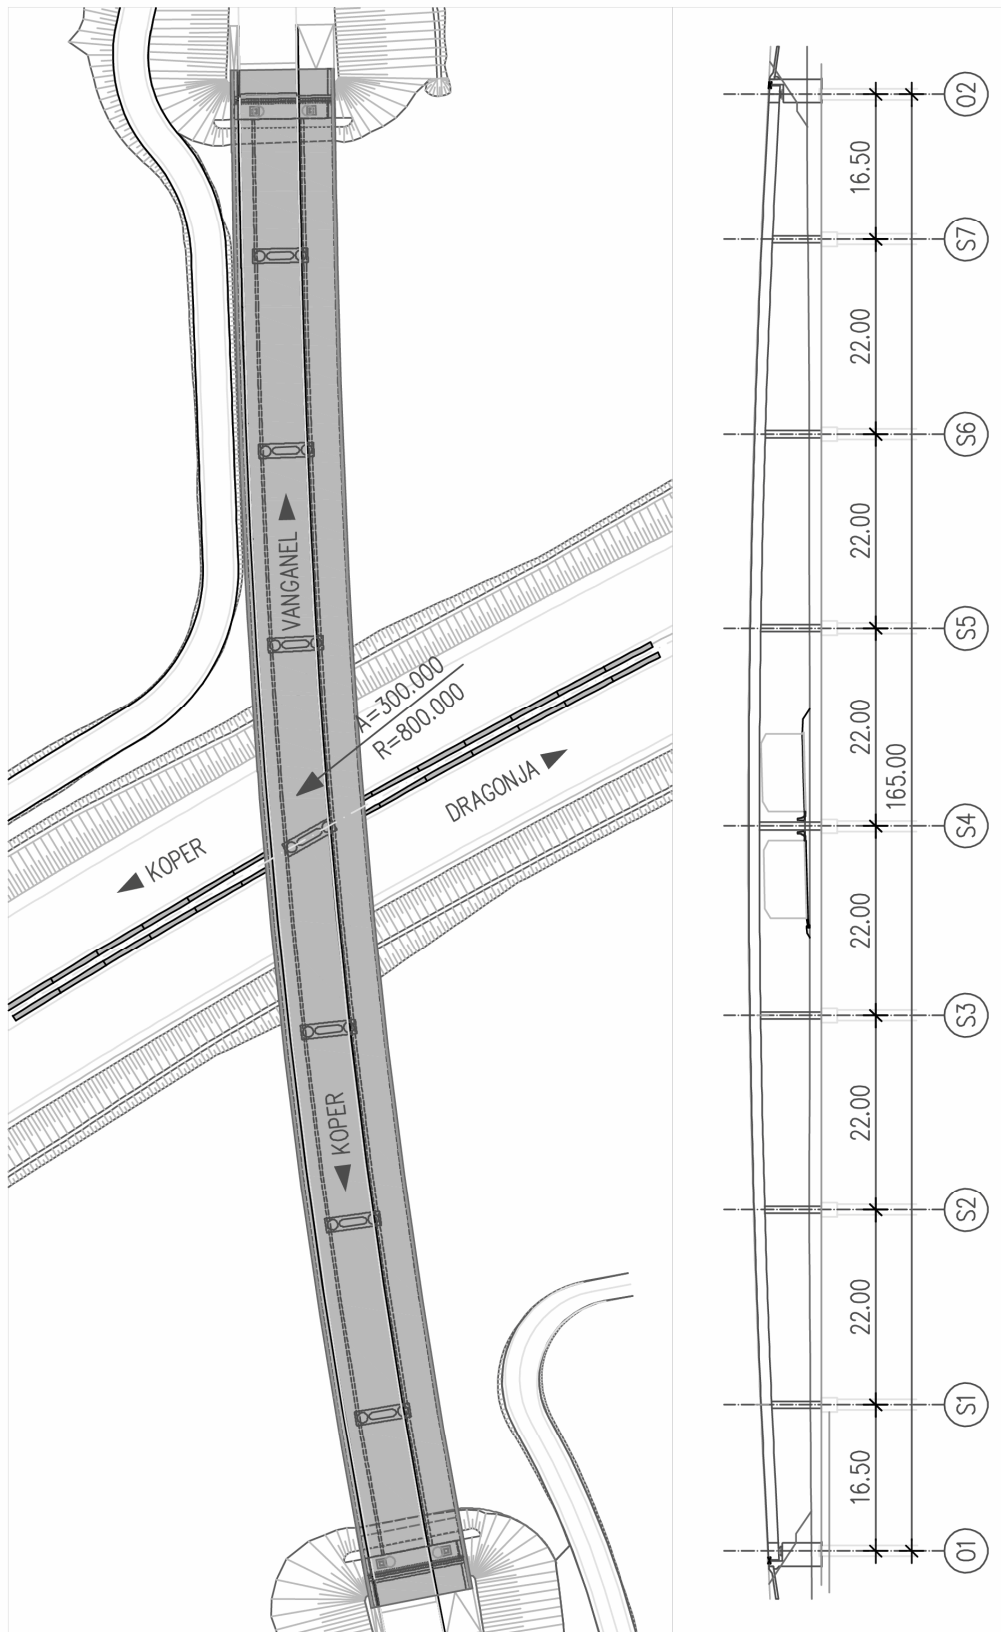 VANGANEL
A=300.000
R=800.000
DRAGONJA
KOPER
KOPER
02
16.50
S7
22.00
S6
22.00
S5
22.00
165.00
S4
22.00
S3
22.00
S2
22.00
S1
16.50
01